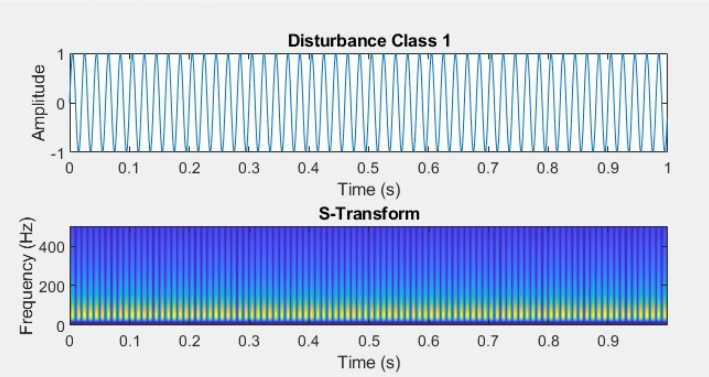 Disturbance Class 1
1
0
-1
Amplitude
0 0.1 0.2 0.3 0.4 0.5 0.6 0.7 0.8 0.9 1
Time (s)
S-Transform
400
200
0
Frequency (Hz)
0 0.1 0.2 0.3 0.4 0.5 0.6 0.7 0.8 0.9
Time (s)